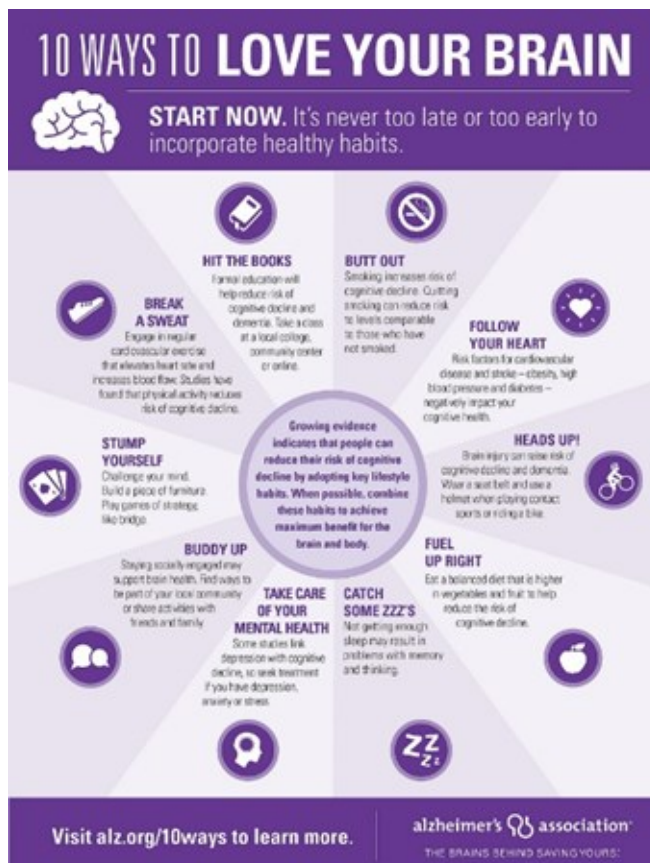 10 WAYS TO LOVE YOUR BRAIN
START NOW. It's never too late or too early to
incorporate healthy habits.
HIT THE BOOKS
Formal education will
help reduce risk of
cognitive decline and
dementia. Take a class
at a local college,
community center
or online.
BUTT OUT
Smoking increases risk of
cognitive decline. Quitting
smoking can reduce risk
to levels comparable
to those who have
not smoked.
FOLLOW
YOUR HEART
Risk factors for cardiovascular
disease and stroke – obesity, high
blood pressure and diabetes –
negatively impact your
cognitive health.
HEADS UP!
Brain injury can raise risk of
cognitive decline and dementia.
Wear a seat belt and use a
helmet when playing contact
sports or riding a bike.
FUEL
UP RIGHT
Eat a balanced diet that is higher
in vegetables and fruit to help
reduce the risk of
cognitive decline.
CATCH
SOME ZZZ'S
Not getting enough
sleep may result in
problems with memory
and thinking.
TAKE CARE
OF YOUR
MENTAL HEALTH
Some studies link
depression with cognitive
decline, so seek treatment
if you have depression,
anxiety or stress.
BUDDY UP
Staying socially engaged may
support brain health. Find ways to
be part of your local community
or share activities with
friends and family.
STUMP
YOURSELF
Challenge your mind.
Build a piece of furniture.
Play games of strategy,
like bridge.
BREAK
A SWEAT
Engage in regular
cardiovascular exercise
that elevates heart rate and
increases blood flow. Studies have
found that physical activity reduces
risk of cognitive decline.
Growing evidence
indicates that people can
reduce their risk of cognitive
decline by adopting key lifestyle
habits. When possible, combine
these habits to achieve
maximum benefit for the
brain and body.
ZZZz
Visit alz.org/10ways to learn more.
alzheimer's association
THE BRAINS BEHIND SAVING YOURS: